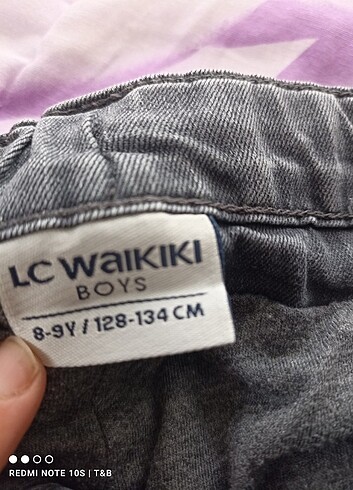 LC WAIKIKI
BOYS
8-9Y / 128-134 CM
REDMI NOTE 10S | T&B